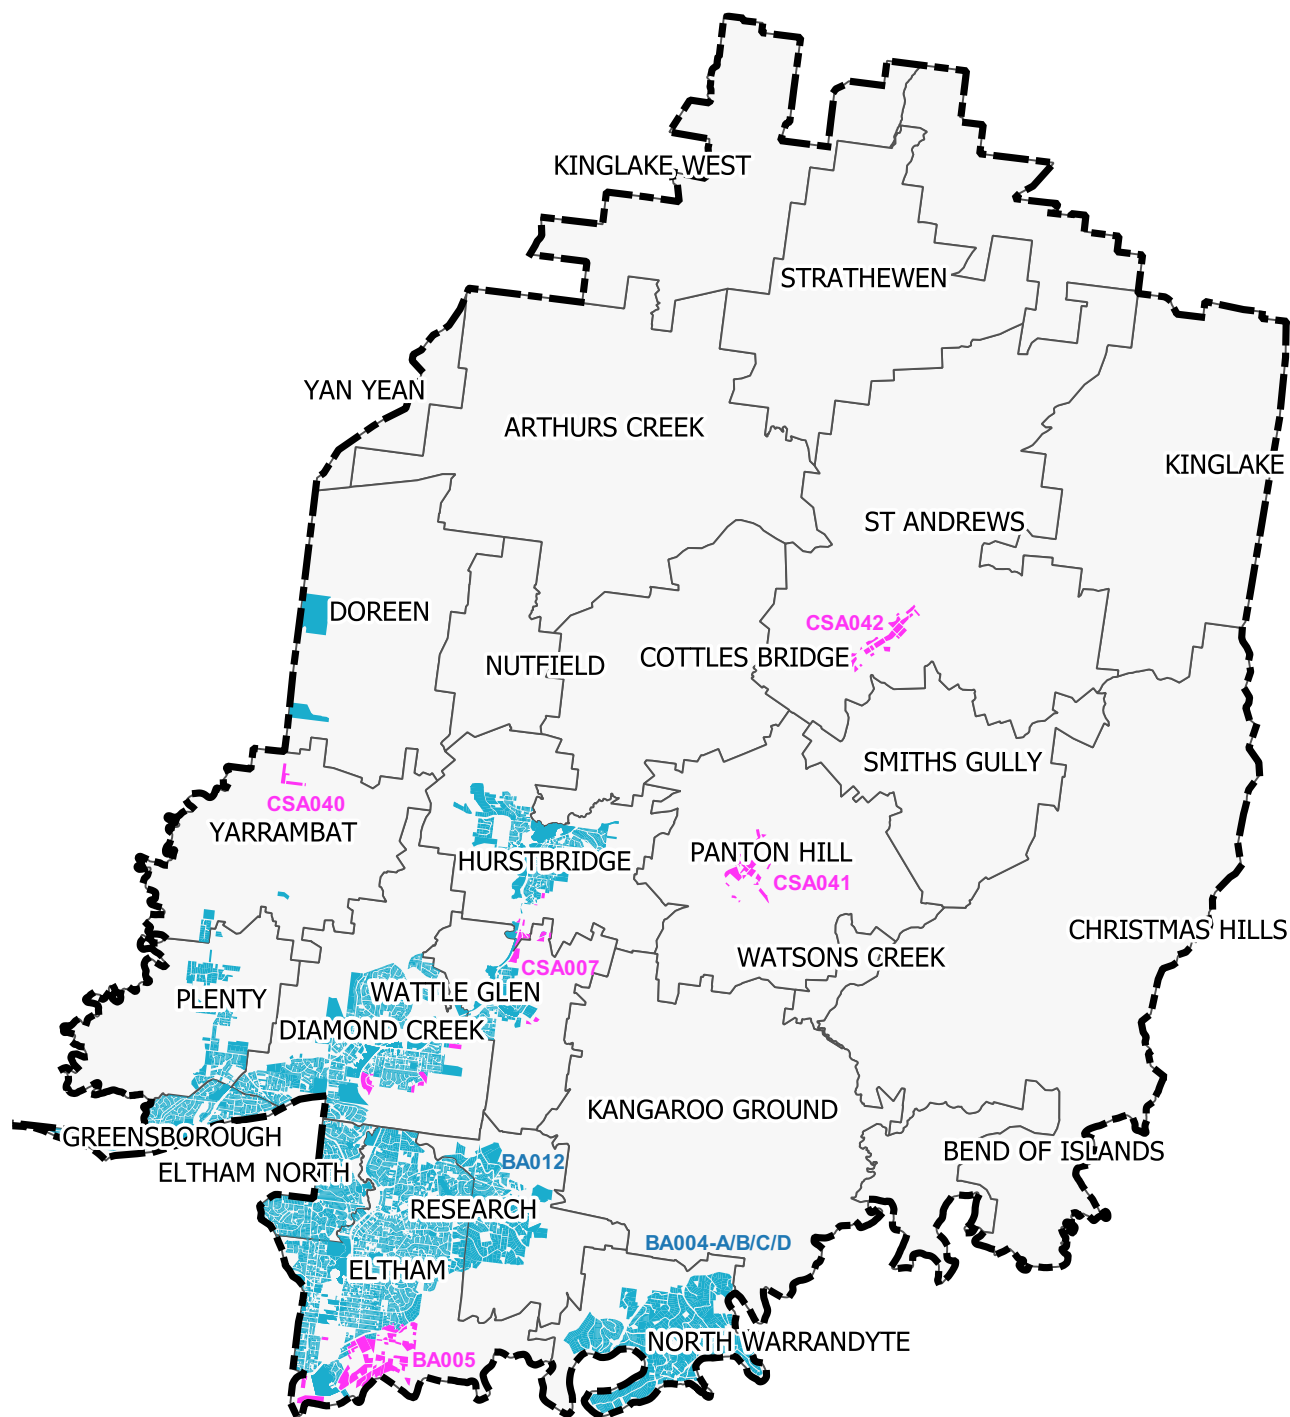 KINGLAKE WEST
STRATHEWEN
YAN YEAN
ARTHURS CREEK
KINGLAKE
ST ANDREWS
DOREEN
CSA042
COTTLES BRIDGE
NUTFIELD
SMITHS GULLY
CSA040
YARRAMBAT
PANTON HILL
HURSTBRIDGE
CSA041
CHRISTMAS HILLS
WATSONS CREEK
CSA007
WATTLE GLEN
PLENTY
DIAMOND CREEK
KANGAROO GROUND
GREENSBOROUGH
BEND OF ISLANDS
BA012
ELTHAM NORTH
RESEARCH
BA004-A/B/C/D
ELTHAM
NORTH WARRANDYTE
BA005